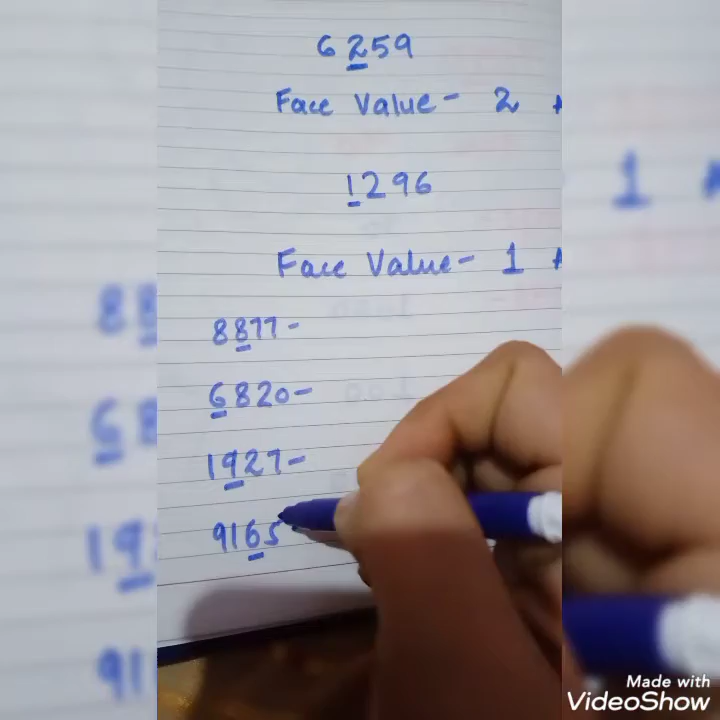 6259
Face Value - 2
1296
Face Value - 1
8877 -
6820 -
1927 -
9165
Made with
VideoShow